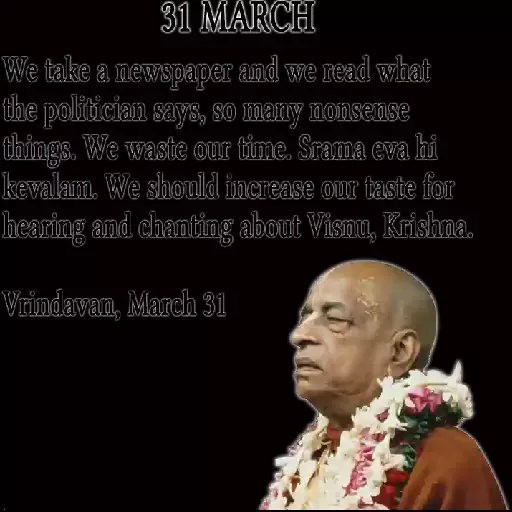 31 MARCH
We take a newspaper and we read what
the politician says, so many nonsense
things. We waste our time. Srama eva hi
kevalam. We should increase our taste for
hearing and chanting about Visnu, Krishna.
Vrindavan, March 31